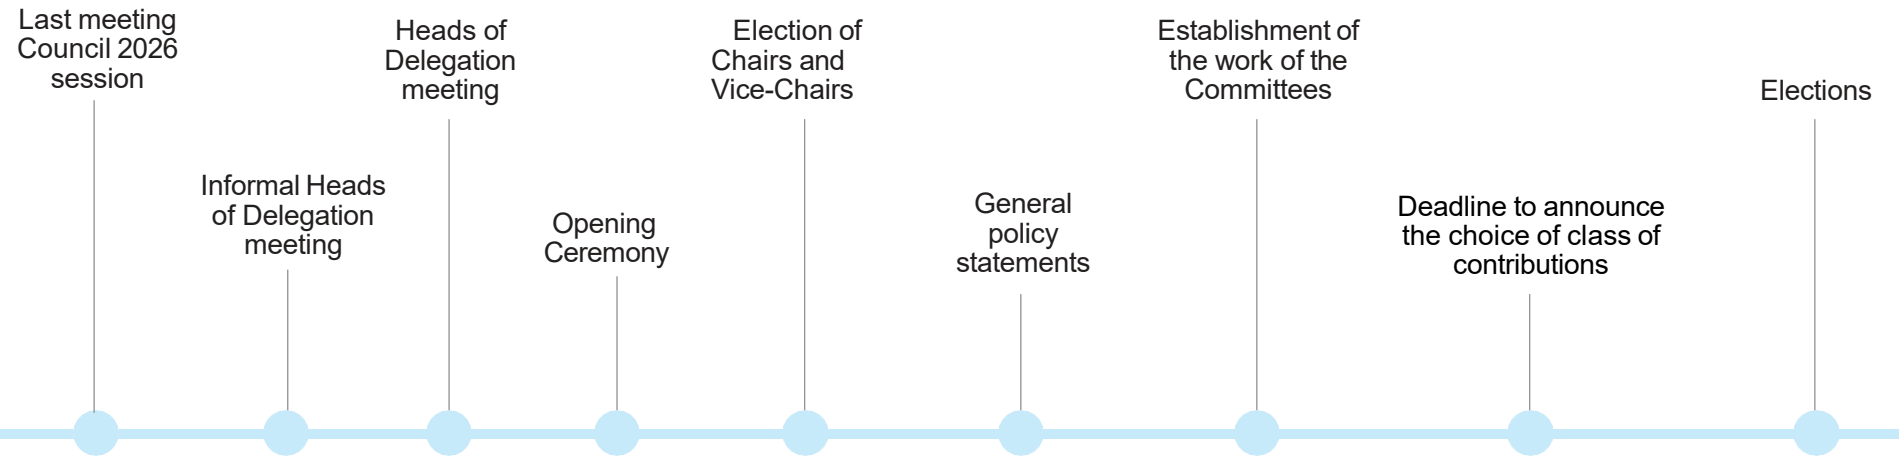 Last meeting
Council 2026
session
Informal Heads
of Delegation
meeting
Heads of
Delegation
meeting
Opening
Ceremony
Election of
Chairs and
Vice-Chairs
General
policy
statements
Establishment of
the work of the
Committees
Deadline to announce
the choice of class of
contributions
Elections